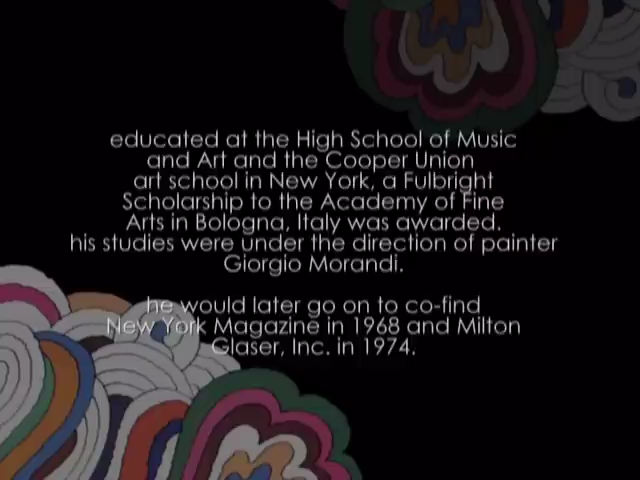 educated at the High School of Music
and Art and the Cooper Union
art school in New York, a Fulbright
Scholarship to the Academy of Fine
Arts in Bologna, Italy was awarded.
his studies were under the direction of painter
Giorgio Morandi.
he would later go on to co-find
New York Magazine in 1968 and Milton
Glaser, Inc. in 1974.